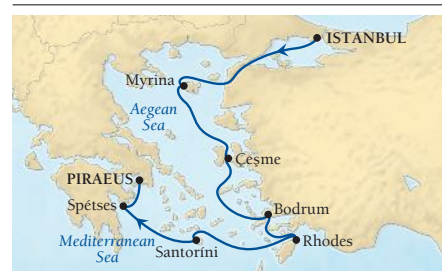 ISTANBUL
Myrina
Aegean
Sea
Çeşme
PIRAEUS
Spétses
Bodrum
Mediterranean
Sea
Santoríni
Rhodes